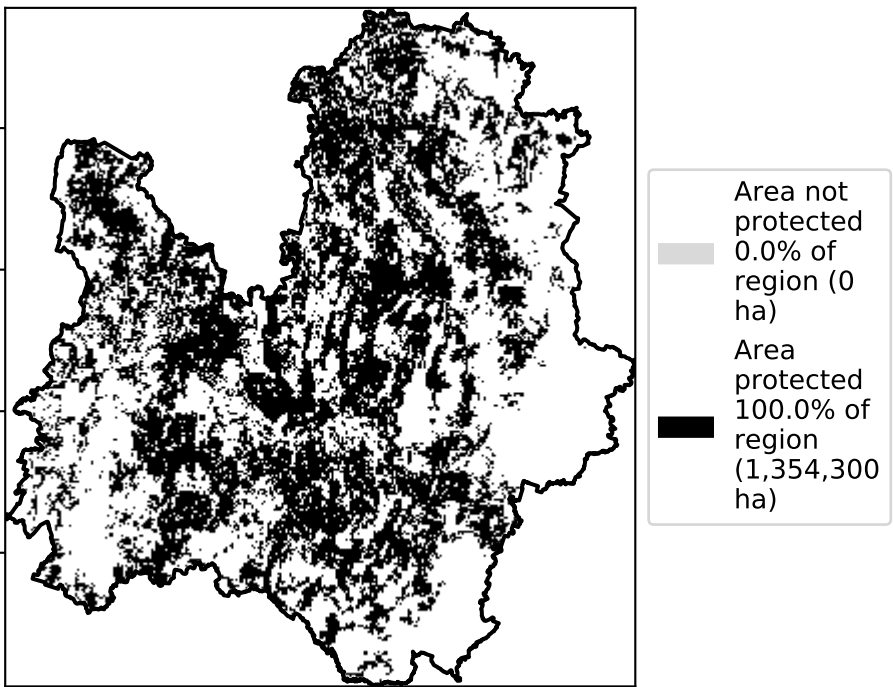 Area not
protected
0.0% of
region (0
ha)
Area
protected
100.0% of
region
(1,354,300
ha)